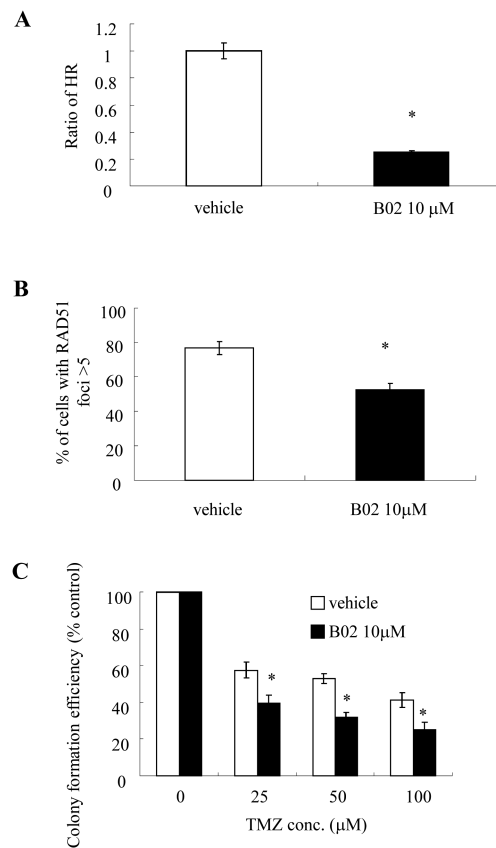 A
Ratio of HR
1.2
1
0.8
0.6
0.4
0.2
0
*
vehicle
B02 10 μM
B
% of cells with RAD51
foci >5
100
80
60
40
20
0
*
vehicle
B02 10μM
C
Colony formation efficiency (% control)
100
80
60
40
20
0
vehicle
B02 10μM
*
*
*
0
25
50
100
TMZ conc. (μM)